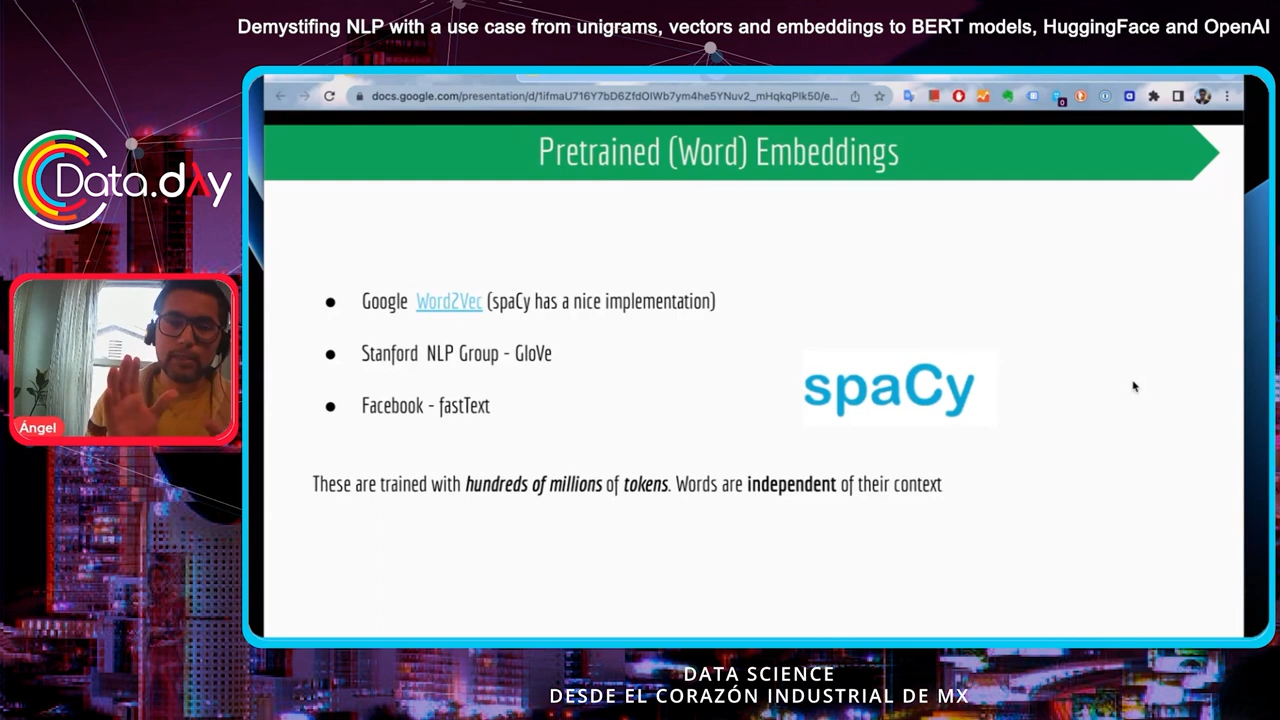 Demystifing NLP with a use case from unigrams, vectors and embeddings to BERT models, HuggingFace and OpenAI
docs.google.com/presentation/d/1ifmaU716Y7bD6ZfdOIWb7ym4he5YNuv2_mHqkqPlk50/e...
0
Data.day
Pretrained (Word) Embeddings
● Google Word2Vec (spaCy has a nice implementation)
● Stanford NLP Group - GloVe
● Facebook - fastText
spaCy
Ángel
These are trained with hundreds of millions of tokens. Words are independent of their context
DATA SCIENCE
DESDE EL CORAZÓN INDUSTRIAL DE MX